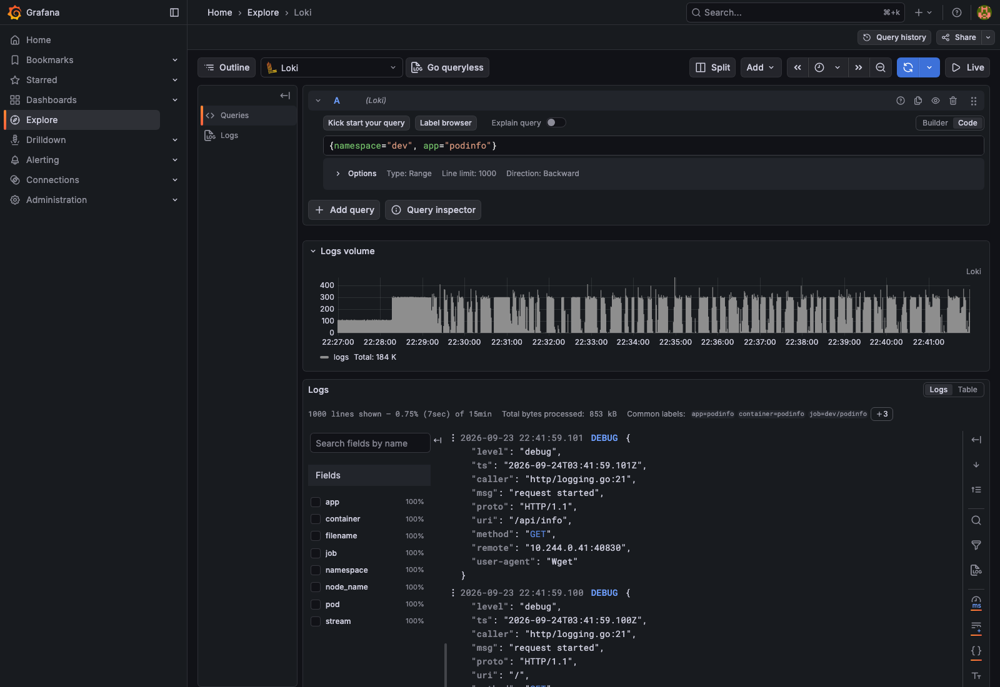 Grafana
Home › Explore › Loki
Search...
⌘+k
Home
Bookmarks
Starred
Dashboards
Explore
Drilldown
Alerting
Connections
Administration
Query history
Share
Outline
Loki
Go queryless
Split
Add
Live
Queries
Logs
A (Loki)
Kick start your query
Label browser
Explain query
Builder
Code
{namespace="dev", app="podinfo"}
Options Type: Range Line limit: 1000 Direction: Backward
+ Add query
Query inspector
Logs volume
Loki
400
300
200
100
0
22:27:00 22:28:00 22:29:00 22:30:00 22:31:00 22:32:00 22:33:00 22:34:00 22:35:00 22:36:00 22:37:00 22:38:00 22:39:00 22:40:00 22:41:00
logs Total: 184 K
Logs
Logs
Table
1000 lines shown — 0.75% (7sec) of 15min Total bytes processed: 853 kB Common labels: app=podinfo container=podinfo job=dev/podinfo +3
Search fields by name
Fields
app 100%
container 100%
filename 100%
job 100%
namespace 100%
node_name 100%
pod 100%
stream 100%
2026-09-23 22:41:59.101 DEBUG {
"level": "debug",
"ts": "2026-09-24T03:41:59.101Z",
"caller": "http/logging.go:21",
"msg": "request started",
"proto": "HTTP/1.1",
"uri": "/api/info",
"method": "GET",
"remote": "10.244.0.41:40830",
"user-agent": "Wget"
}
2026-09-23 22:41:59.100 DEBUG {
"level": "debug",
"ts": "2026-09-24T03:41:59.100Z",
"caller": "http/logging.go:21",
"msg": "request started",
"proto": "HTTP/1.1",
"uri": "/",
LOG
ms